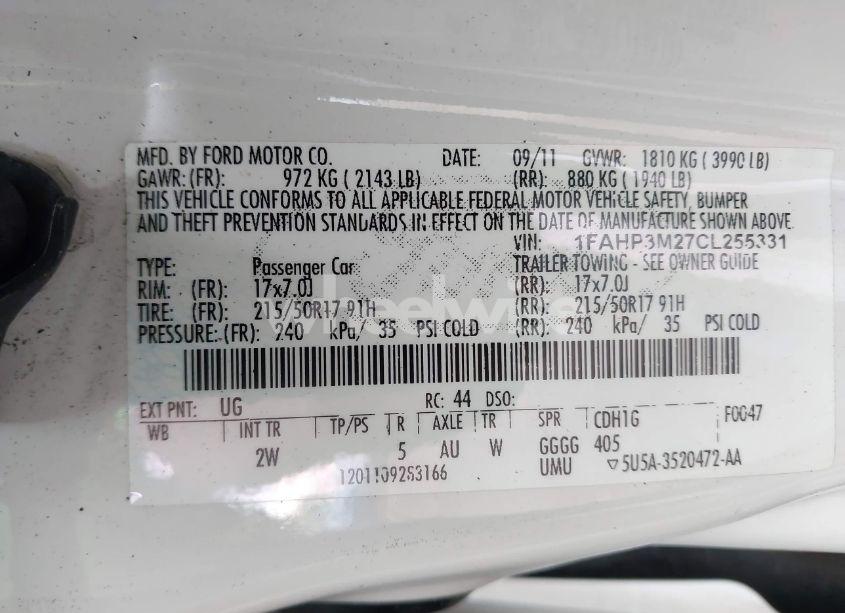 MFD. BY FORD MOTOR CO. DATE: 09/11 GVWR: 1810 KG ( 3990 LB)
GAWR: (FR): 972 KG ( 2143 LB) (RR): 880 KG ( 1940 LB)
THIS VEHICLE CONFORMS TO ALL APPLICABLE FEDERAL MOTOR VEHICLE SAFETY, BUMPER
AND THEFT PREVENTION STANDARDS IN EFFECT ON THE DATE OF MANUFACTURE SHOWN ABOVE.
VIN: 1FAHP3M27CL255331
TYPE: Passenger Car TRAILER TOWING - SEE OWNER GUIDE
RIM: (FR): 17x7.0J (RR): 17x7.0J
TIRE: (FR): 215/50R17 91H (RR): 215/50R17 91H
PRESSURE: (FR): 240 kPa/ 35 PSI COLD (RR): 240 kPa/ 35 PSI COLD
wheelwire
EXT PNT: UG RC: 44 DSO:
WB INT TR TP/PS R AXLE TR SPR CDH1G F0047
2W 5 AU W GGGG 405
1201109283166 UMU ▽5U5A-3520472-AA